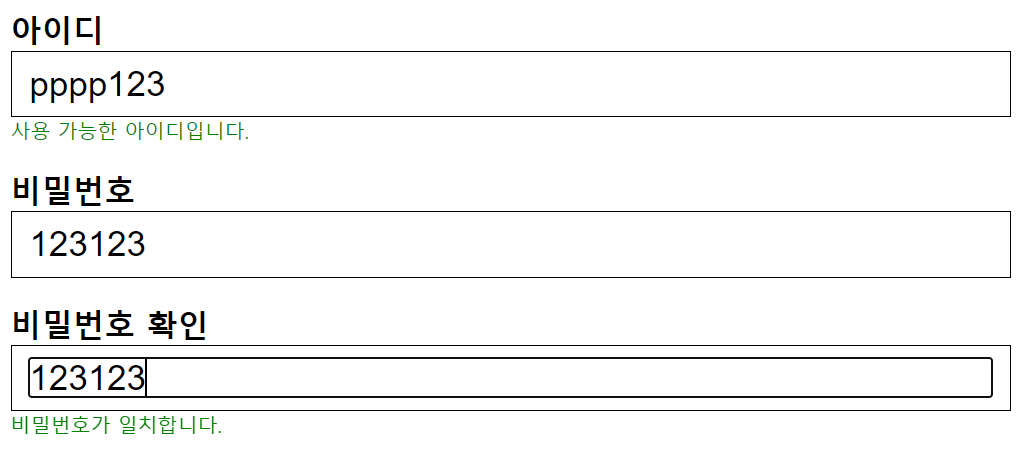 아이디
pppp123
사용 가능한 아이디입니다.
비밀번호
123123
비밀번호 확인
123123
비밀번호가 일치합니다.